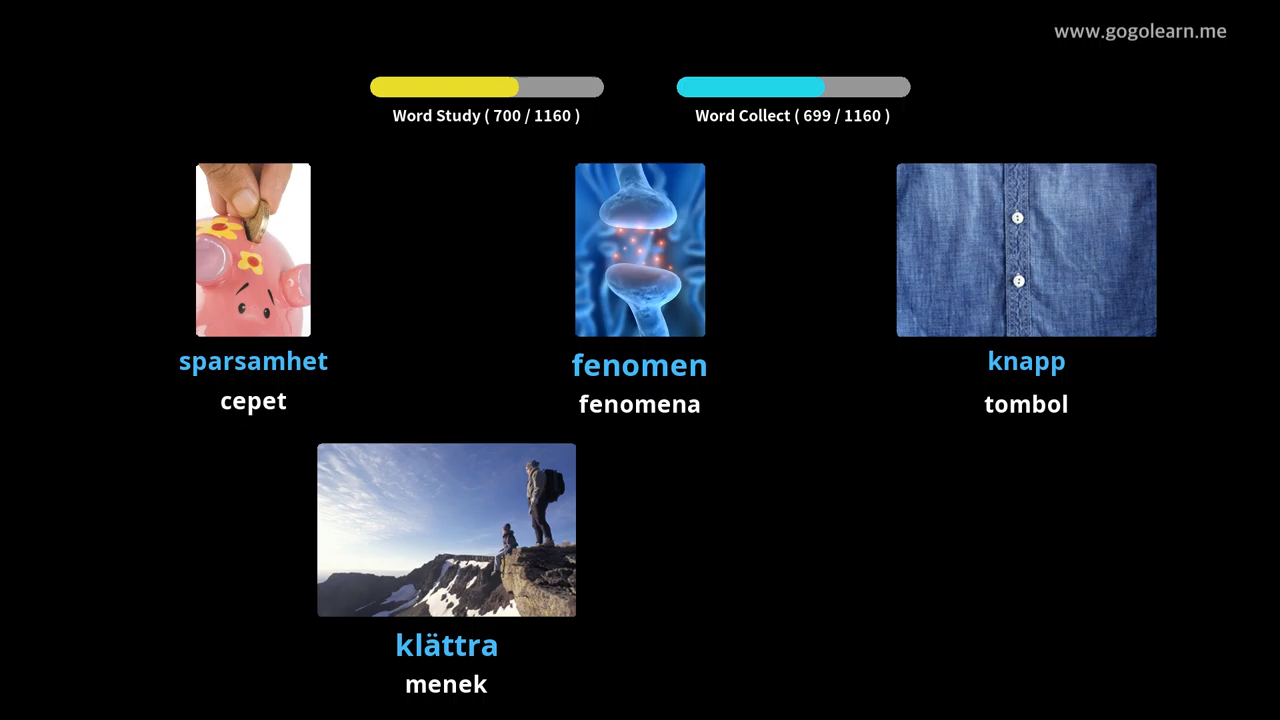 www.gogolearn.me
Word Study ( 700 / 1160 )
Word Collect ( 699 / 1160 )
sparsamhet
cepet
fenomen
fenomena
knapp
tombol
klättra
menek